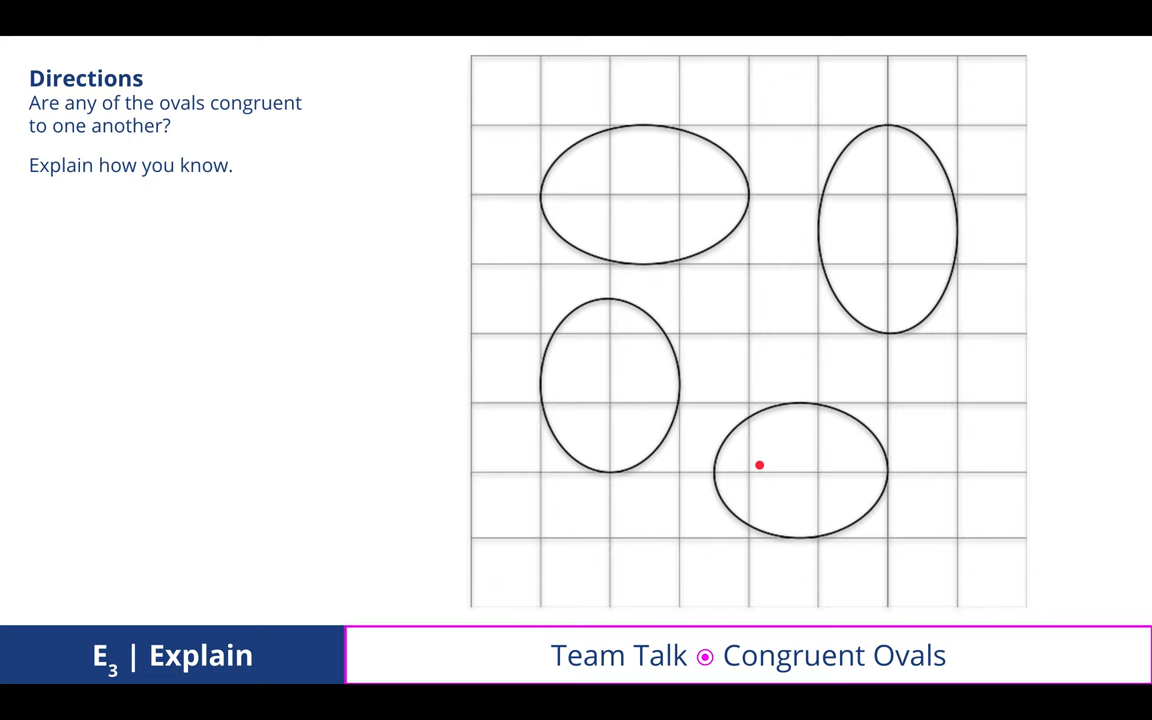 Directions
Are any of the ovals congruent
to one another?
Explain how you know.
E3 | Explain
Team Talk ⦿ Congruent Ovals